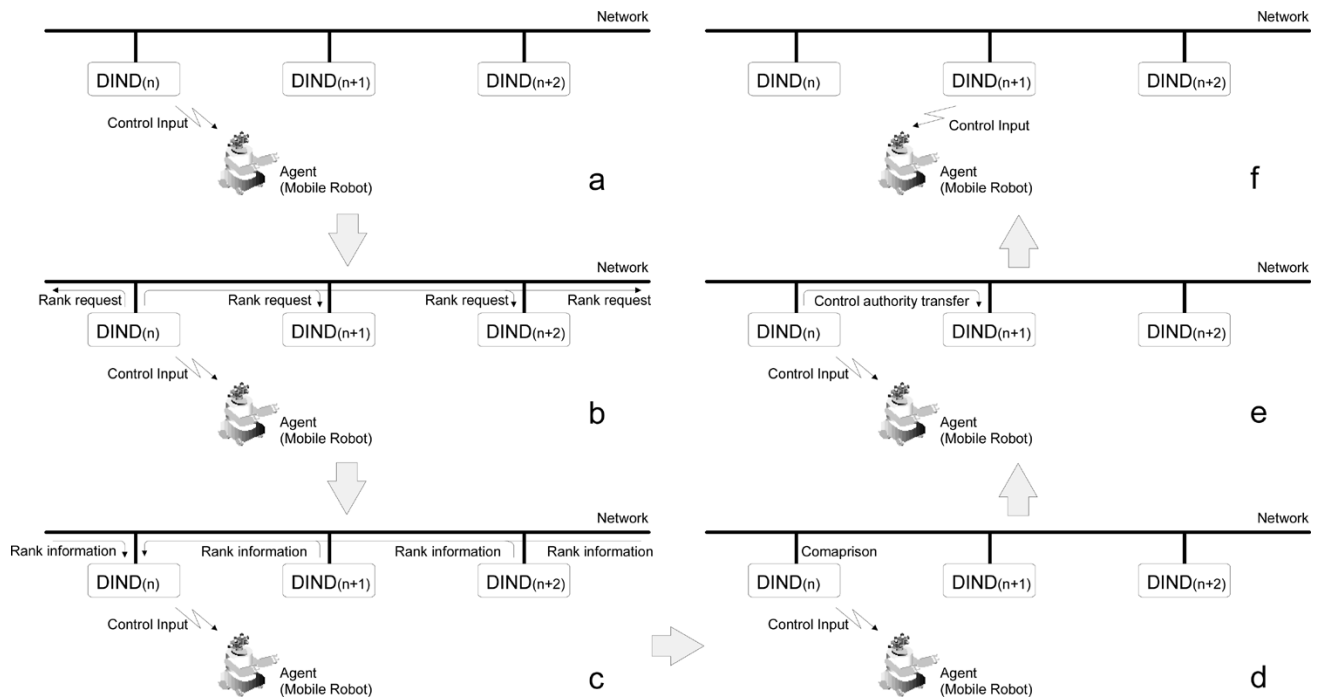 Network
DIND(n)
DIND(n+1)
DIND(n+2)
Control Input
Agent
(Mobile Robot)
a
Network
Rank request
Rank request
Rank request
Rank request
DIND(n)
DIND(n+1)
DIND(n+2)
Control Input
Agent
(Mobile Robot)
b
Network
Rank information
Rank information
Rank information
Rank information
DIND(n)
DIND(n+1)
DIND(n+2)
Control Input
Agent
(Mobile Robot)
c
Network
Comaprison
DIND(n)
DIND(n+1)
DIND(n+2)
Control Input
Agent
(Mobile Robot)
d
Network
Control authority transfer
DIND(n)
DIND(n+1)
DIND(n+2)
Control Input
Agent
(Mobile Robot)
e
Network
DIND(n)
DIND(n+1)
DIND(n+2)
Control Input
Agent
(Mobile Robot)
f